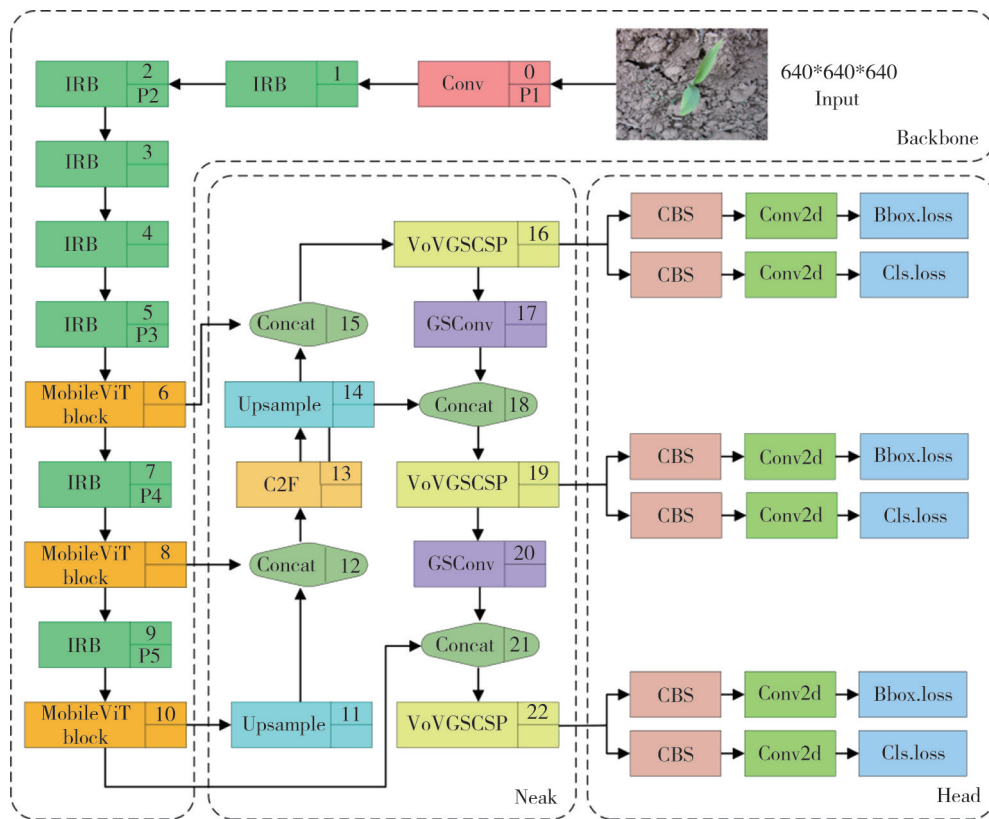 IRB 2 P2
IRB 1
Conv 0 P1
640*640*640
Input
Backbone
IRB 3
IRB 4
IRB 5 P3
MobileViT block 6
IRB 7 P4
MobileViT block 8
IRB 9 P5
MobileViT block 10
Upsample 11
Concat 12
C2F 13
Upsample 14
Concat 15
VoVGSCSP 16
GSConv 17
Concat 18
VoVGSCSP 19
GSConv 20
Concat 21
VoVGSCSP 22
Neak
CBS Conv2d Bbox.loss
CBS Conv2d Cls.loss
CBS Conv2d Bbox.loss
CBS Conv2d Cls.loss
CBS Conv2d Bbox.loss
CBS Conv2d Cls.loss
Head